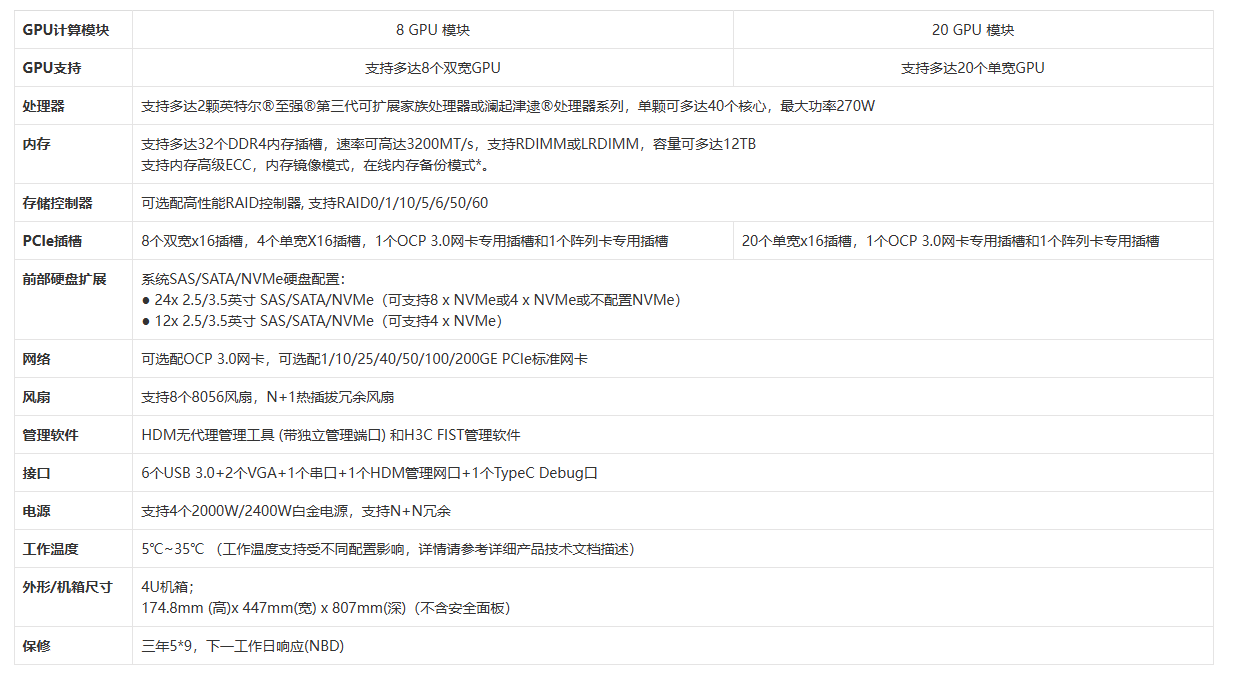 GPU计算模块 8 GPU 模块 20 GPU 模块
GPU支持 支持多达8个双宽GPU 支持多达20个单宽GPU
处理器 支持多达2颗英特尔®至强®第三代可扩展家族处理器或澜起津逮®处理器系列，单颗可多达40个核心，最大功率270W
内存 支持多达32个DDR4内存插槽，速率可高达3200MT/s，支持RDIMM或LRDIMM，容量可多达12TB
支持内存高级ECC，内存镜像模式，在线内存备份模式*。
存储控制器 可选配高性能RAID控制器, 支持RAID0/1/10/5/6/50/60
PCIe插槽 8个双宽x16插槽，4个单宽X16插槽，1个OCP 3.0网卡专用插槽和1个阵列卡专用插槽 20个单宽x16插槽，1个OCP 3.0网卡专用插槽和1个阵列卡专用插槽
前部硬盘扩展 系统SAS/SATA/NVMe硬盘配置：
● 24x 2.5/3.5英寸 SAS/SATA/NVMe（可支持8 x NVMe或4 x NVMe或不配置NVMe）
● 12x 2.5/3.5英寸 SAS/SATA/NVMe（可支持4 x NVMe）
网络 可选配OCP 3.0网卡，可选配1/10/25/40/50/100/200GE PCIe标准网卡
风扇 支持8个8056风扇，N+1热插拔冗余风扇
管理软件 HDM无代理管理工具 (带独立管理端口) 和H3C FIST管理软件
接口 6个USB 3.0+2个VGA+1个串口+1个HDM管理网口+1个TypeC Debug口
电源 支持4个2000W/2400W白金电源，支持N+N冗余
工作温度 5℃~35℃ （工作温度支持受不同配置影响，详情请参考详细产品技术文档描述）
外形/机箱尺寸 4U机箱；
174.8mm (高)x 447mm(宽) x 807mm(深)（不含安全面板）
保修 三年5*9，下一工作日响应(NBD)